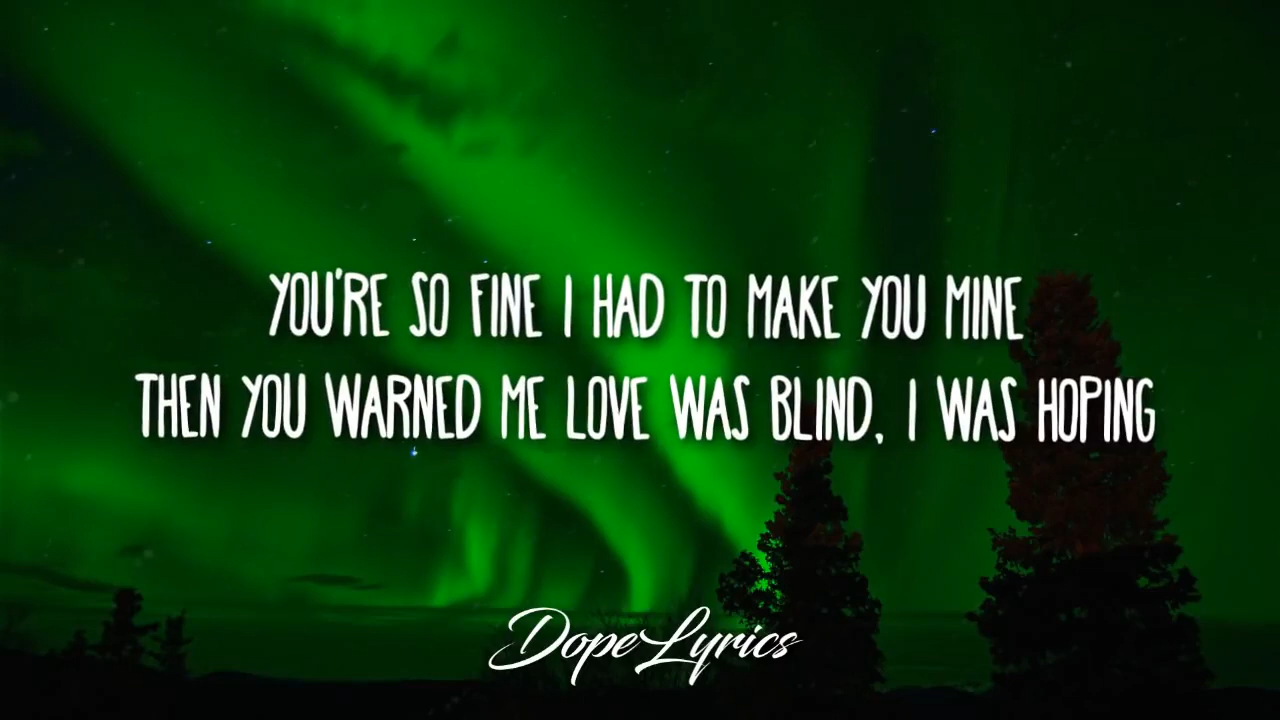 YOU'RE SO FINE I HAD TO MAKE YOU MINE
THEN YOU WARNED ME LOVE WAS BLIND, I WAS HOPING
DopeLyrics